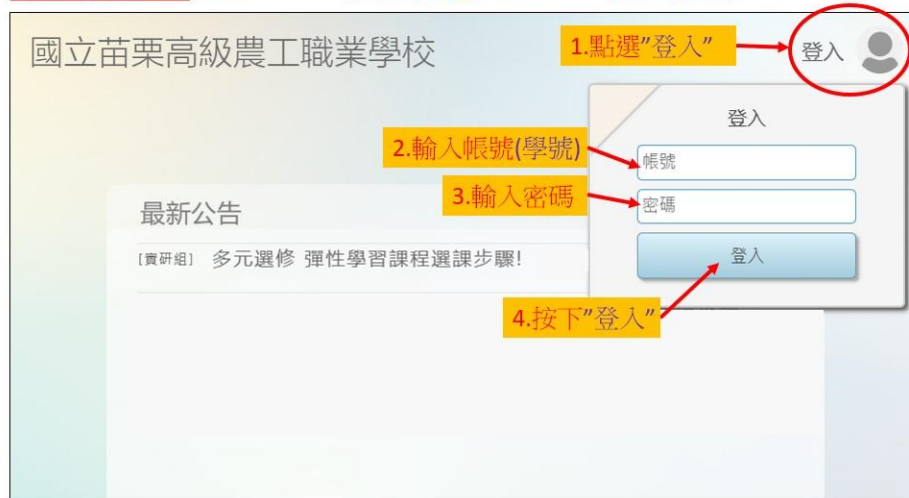 國立苗栗高級農工職業學校
1.點選"登入"
登入
登入
2.輸入帳號(學號)
帳號
3.輸入密碼
密碼
最新公告
登入
[實研組] 多元選修 彈性學習課程選課步驟!
4.按下"登入"